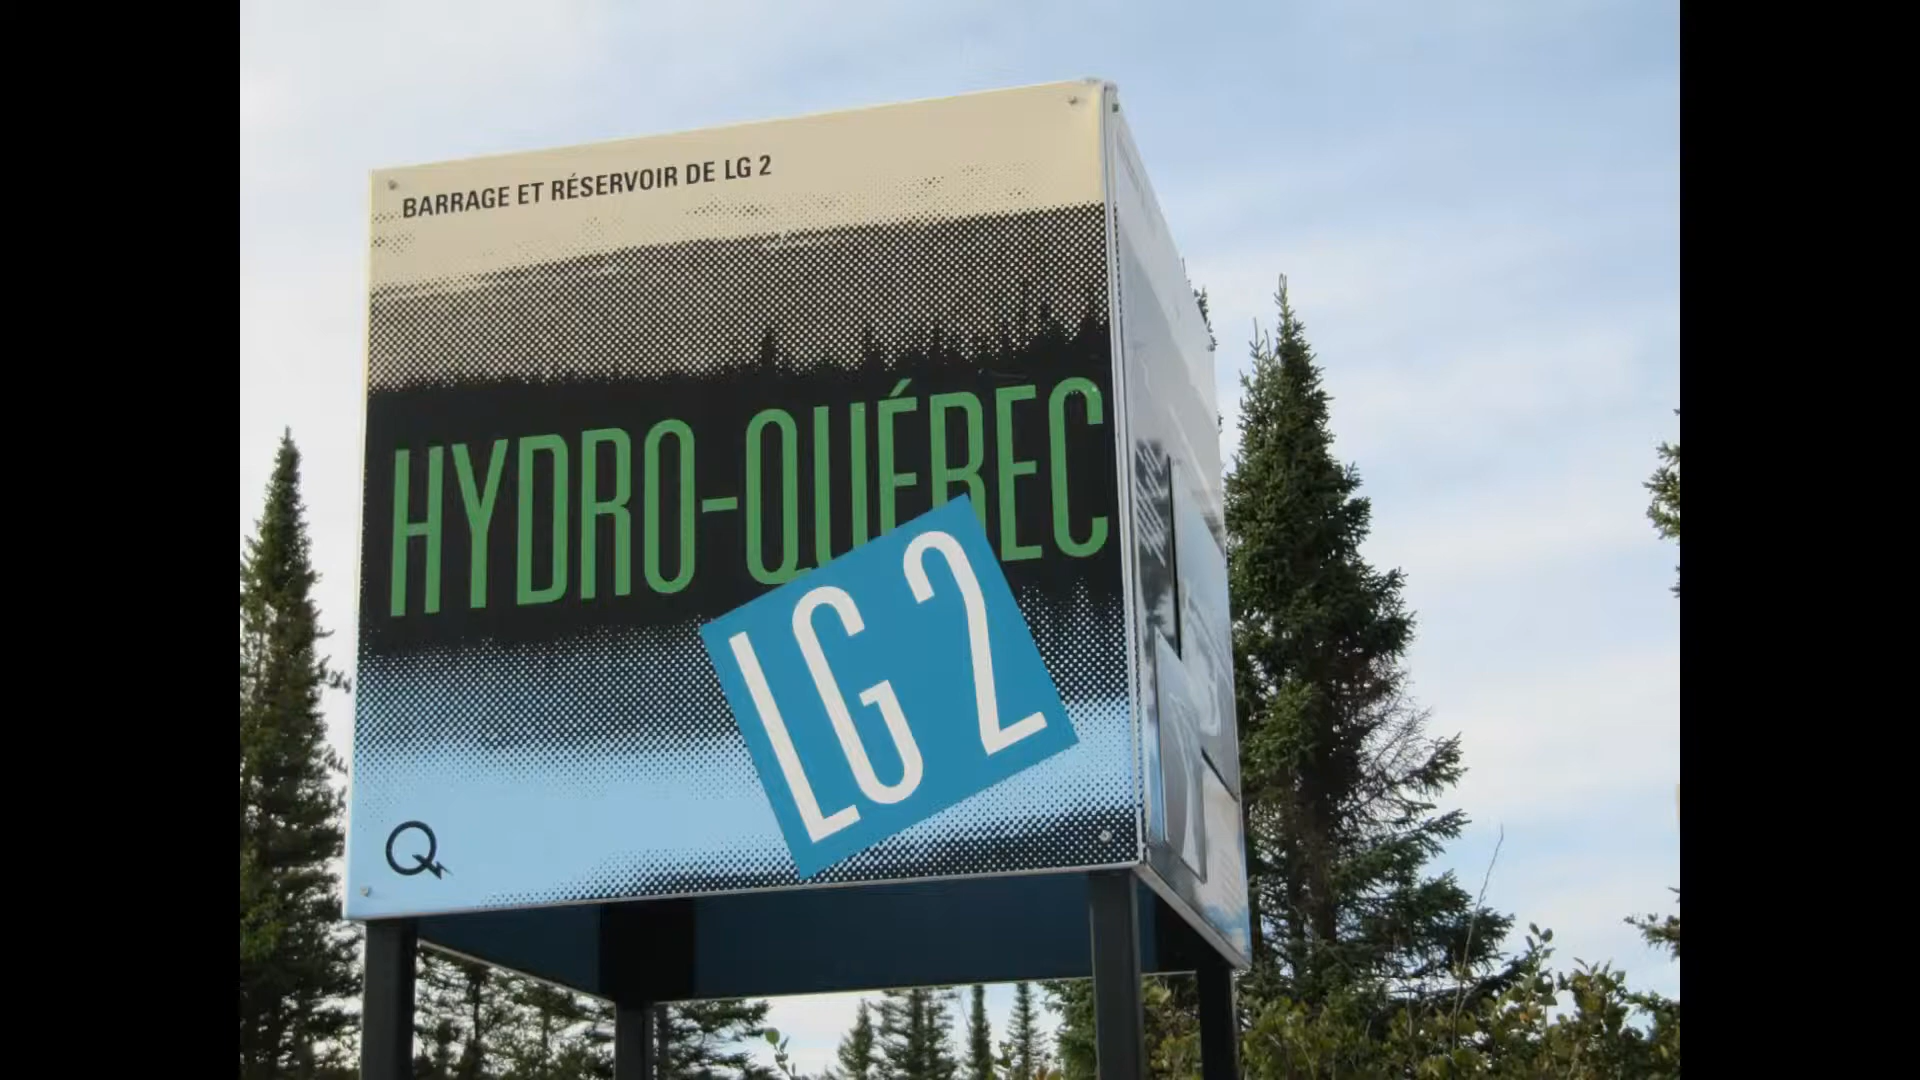 BARRAGE ET RÉSERVOIR DE LG 2
HYDRO-QUÉBEC
LG 2
Q